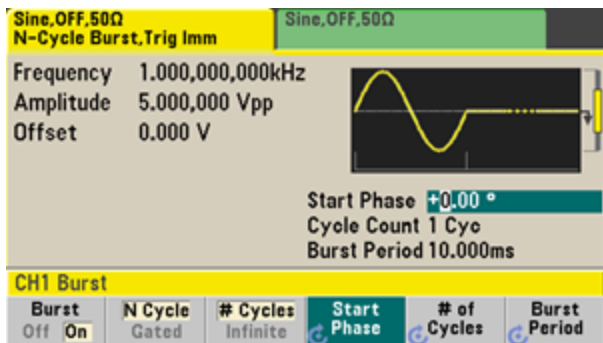 Sine,OFF,50Ω
N-Cycle Burst,Trig Imm
Sine,OFF,50Ω
Frequency 1.000,000,000kHz
Amplitude 5.000,000 Vpp
Offset 0.000 V
Start Phase +0.00 °
Cycle Count 1 Cyc
Burst Period 10.000ms
CH1 Burst
Burst N Cycle # Cycles Start # of Burst
Off On Gated Infinite Phase Cycles Period